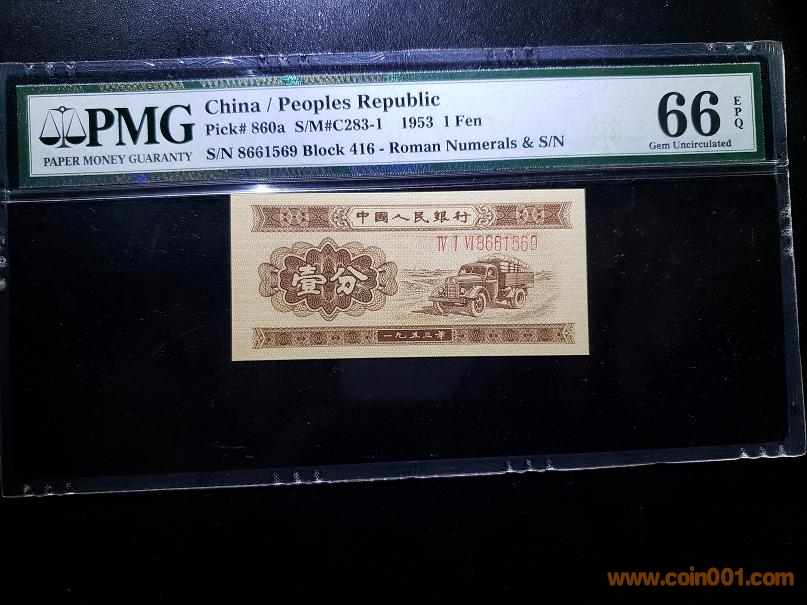 PMG
PAPER MONEY GUARANTY
China / Peoples Republic
Pick# 860a S/M#C283-1 1953 1 Fen
S/N 8661569 Block 416 - Roman Numerals & S/N
66 EPQ
Gem Uncirculated
中國人民銀行
Ⅳ Ⅰ Ⅵ 8661569
壹分
一九五三年
www.coin001.com